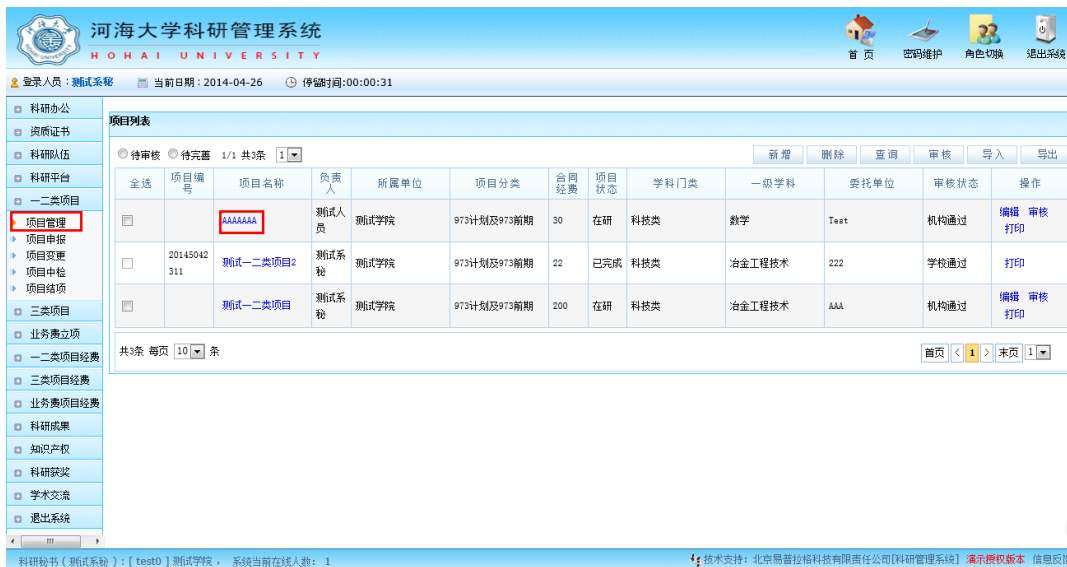 河海大学科研管理系统
HOHAI UNIVERSITY
首页 密码维护 角色切换 退出系统
登录人员：测试系秘 当前日期：2014-04-26 停留时间:00:00:31
科研办公
资质证书
科研队伍
科研平台
一二类项目
项目管理
项目申报
项目变更
项目中检
项目结项
三类项目
业务费立项
一二类项目经费
三类项目经费
业务费项目经费
科研成果
知识产权
科研获奖
学术交流
退出系统
项目列表
待审核 待完善 1/1 共3条 1 新增 删除 查询 审核 导入 导出
全选 项目编号 项目名称 负责人 所属单位 项目分类 合同经费 项目状态 学科门类 一级学科 委托单位 审核状态 操作
AAAAAAA 测试人员 测试学院 973计划及973前期 30 在研 科技类 数学 Test 机构通过 编辑 审核 打印
20145042311 测试一二类项目2 测试系秘 测试学院 973计划及973前期 22 已完成 科技类 冶金工程技术 222 学校通过 打印
测试一二类项目 测试系秘 测试学院 973计划及973前期 200 在研 科技类 冶金工程技术 AAA 机构通过 编辑 审核 打印
共3条 每页 10 条 首页 < 1 > 末页 1
科研秘书（测试系秘）：[ test0 ] 测试学院， 系统当前在线人数： 1 技术支持：北京易普拉格科技有限责任公司[科研管理系统] 演示授权版本 信息反馈